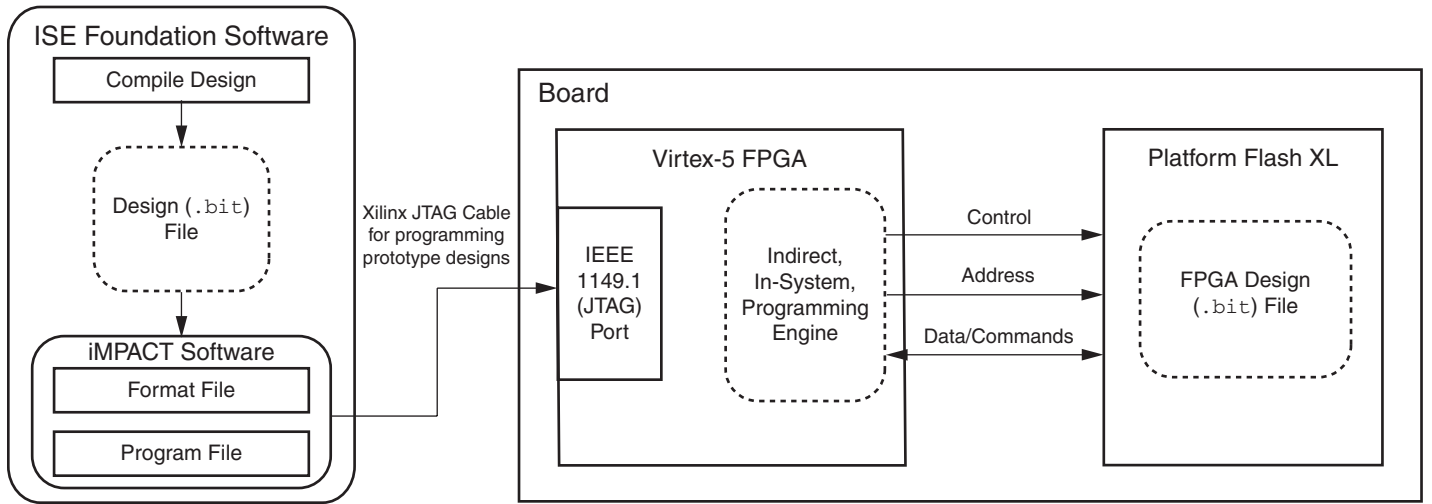 ISE Foundation Software
Compile Design
Design (.bit)
File
iMPACT Software
Format File
Program File
Xilinx JTAG Cable
for programming
prototype designs
Board
Virtex-5 FPGA
IEEE
1149.1
(JTAG)
Port
Indirect,
In-System,
Programming
Engine
Control
Address
Data/Commands
Platform Flash XL
FPGA Design
(.bit) File